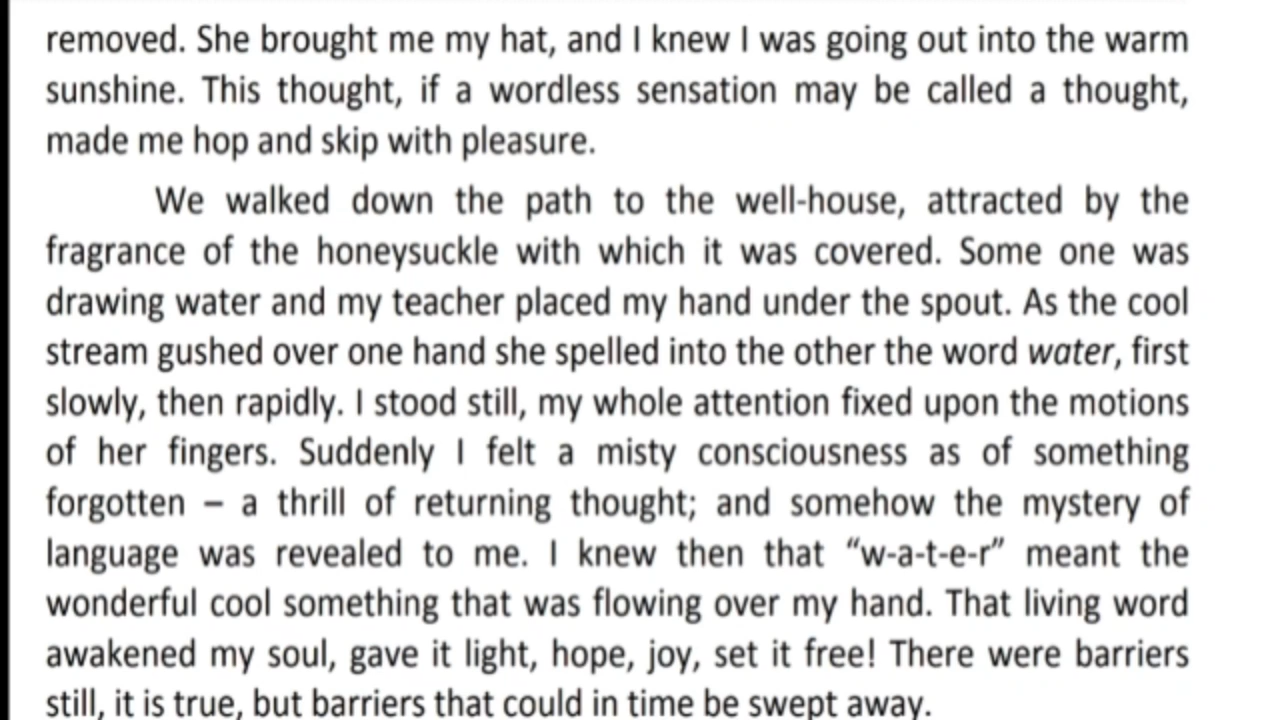 removed. She brought me my hat, and I knew I was going out into the warm
sunshine. This thought, if a wordless sensation may be called a thought,
made me hop and skip with pleasure.
We walked down the path to the well-house, attracted by the
fragrance of the honeysuckle with which it was covered. Some one was
drawing water and my teacher placed my hand under the spout. As the cool
stream gushed over one hand she spelled into the other the word water, first
slowly, then rapidly. I stood still, my whole attention fixed upon the motions
of her fingers. Suddenly I felt a misty consciousness as of something
forgotten – a thrill of returning thought; and somehow the mystery of
language was revealed to me. I knew then that “w-a-t-e-r” meant the
wonderful cool something that was flowing over my hand. That living word
awakened my soul, gave it light, hope, joy, set it free! There were barriers
still, it is true, but barriers that could in time be swept away.